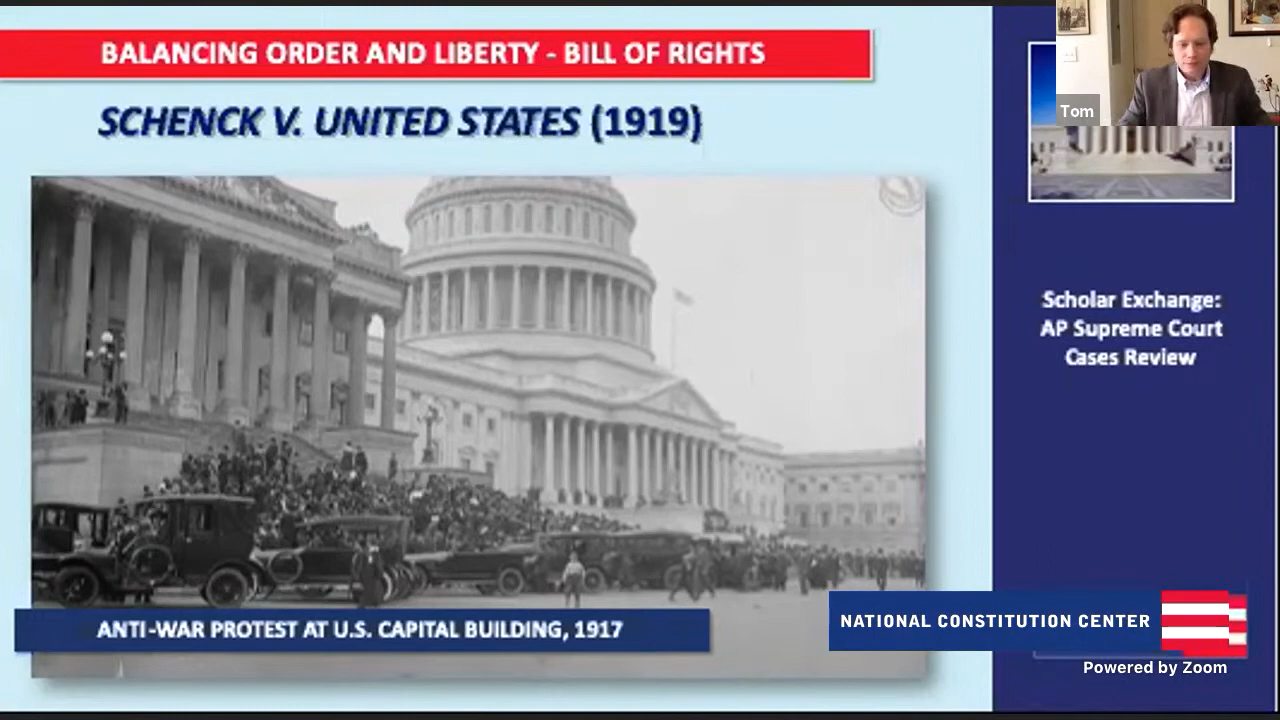 BALANCING ORDER AND LIBERTY - BILL OF RIGHTS
SCHENCK V. UNITED STATES (1919)
Tom
Scholar Exchange:
AP Supreme Court
Cases Review
ANTI-WAR PROTEST AT U.S. CAPITAL BUILDING, 1917
NATIONAL CONSTITUTION CENTER
Powered by Zoom